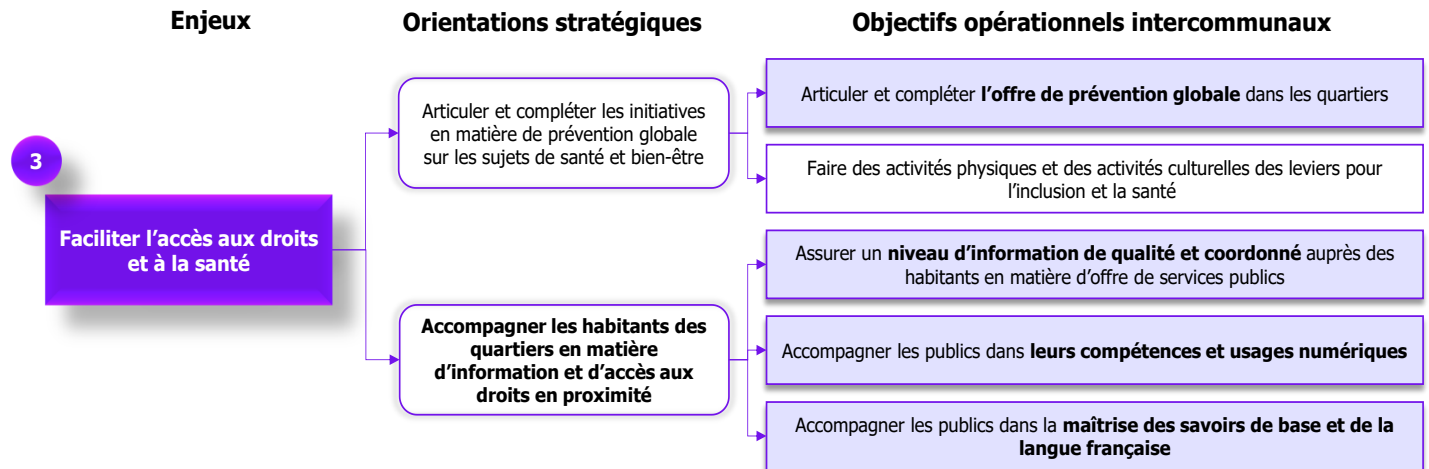 Enjeux
Orientations stratégiques
Objectifs opérationnels intercommunaux
3
Faciliter l’accès aux droits
et à la santé
Articuler et compléter les initiatives
en matière de prévention globale
sur les sujets de santé et bien-être
Articuler et compléter l’offre de prévention globale dans les quartiers
Faire des activités physiques et des activités culturelles des leviers pour
l’inclusion et la santé
Accompagner les habitants des
quartiers en matière
d’information et d’accès aux
droits en proximité
Assurer un niveau d’information de qualité et coordonné auprès des
habitants en matière d’offre de services publics
Accompagner les publics dans leurs compétences et usages numériques
Accompagner les publics dans la maîtrise des savoirs de base et de la
langue française